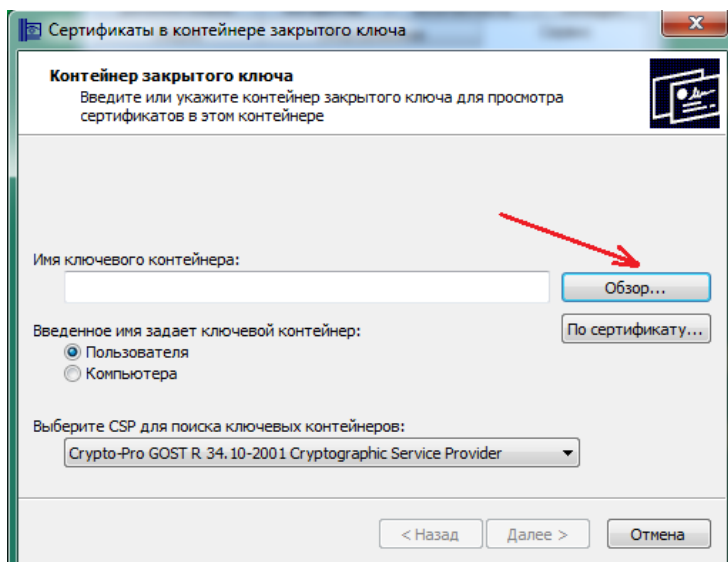 Сертификаты в контейнере закрытого ключа
Контейнер закрытого ключа
Введите или укажите контейнер закрытого ключа для просмотра
сертификатов в этом контейнере
Имя ключевого контейнера:
Обзор...
Введенное имя задает ключевой контейнер:
По сертификату...
Пользователя
Компьютера
Выберите CSP для поиска ключевых контейнеров:
Crypto-Pro GOST R 34.10-2001 Cryptographic Service Provider
< Назад
Далее >
Отмена